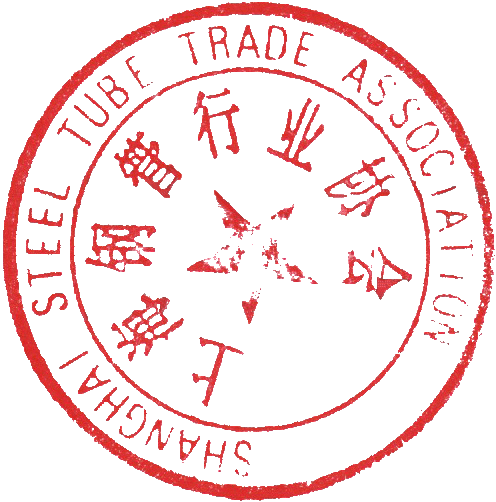 SHANGHAI STEEL TUBE TRADE ASSOCIATION
上海钢管行业协会